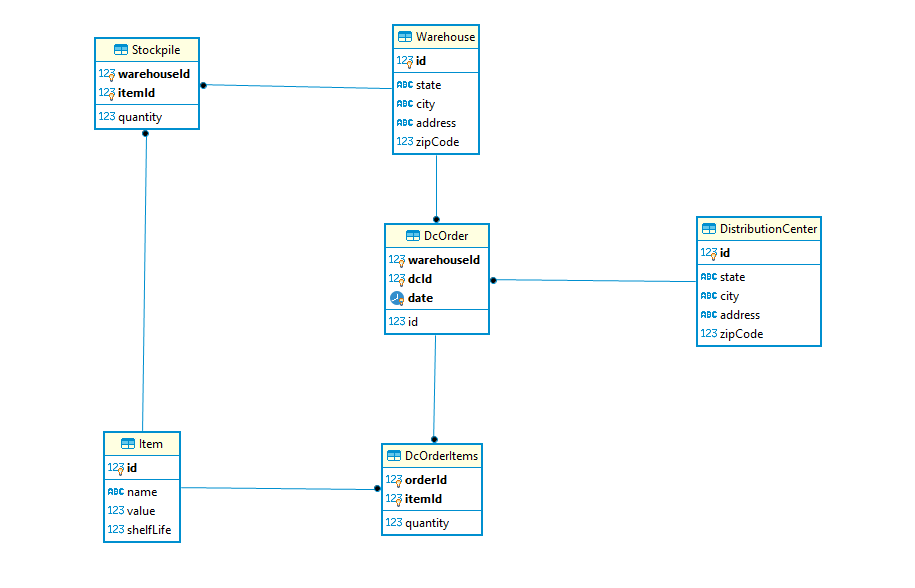 Stockpile
123 warehouseId
123 itemId
123 quantity
Warehouse
123 id
ABC state
ABC city
ABC address
123 zipCode
DcOrder
123 warehouseId
123 dcId
date
123 id
DistributionCenter
123 id
ABC state
ABC city
ABC address
123 zipCode
Item
123 id
ABC name
123 value
123 shelfLife
DcOrderItems
123 orderId
123 itemId
123 quantity